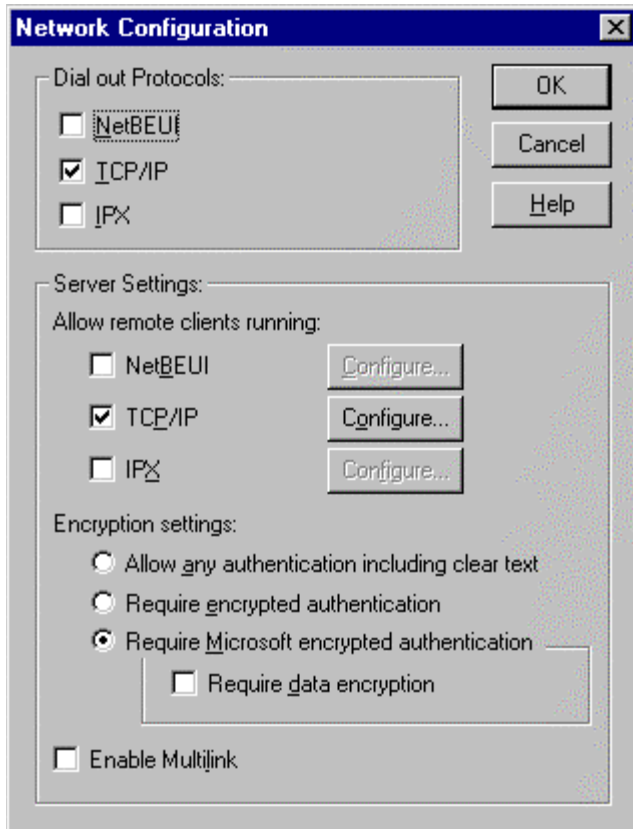 Network Configuration
Dial out Protocols:
NetBEUI
TCP/IP
IPX
OK
Cancel
Help
Server Settings:
Allow remote clients running:
NetBEUI Configure...
TCP/IP Configure...
IPX Configure...
Encryption settings:
Allow any authentication including clear text
Require encrypted authentication
Require Microsoft encrypted authentication
Require data encryption
Enable Multilink